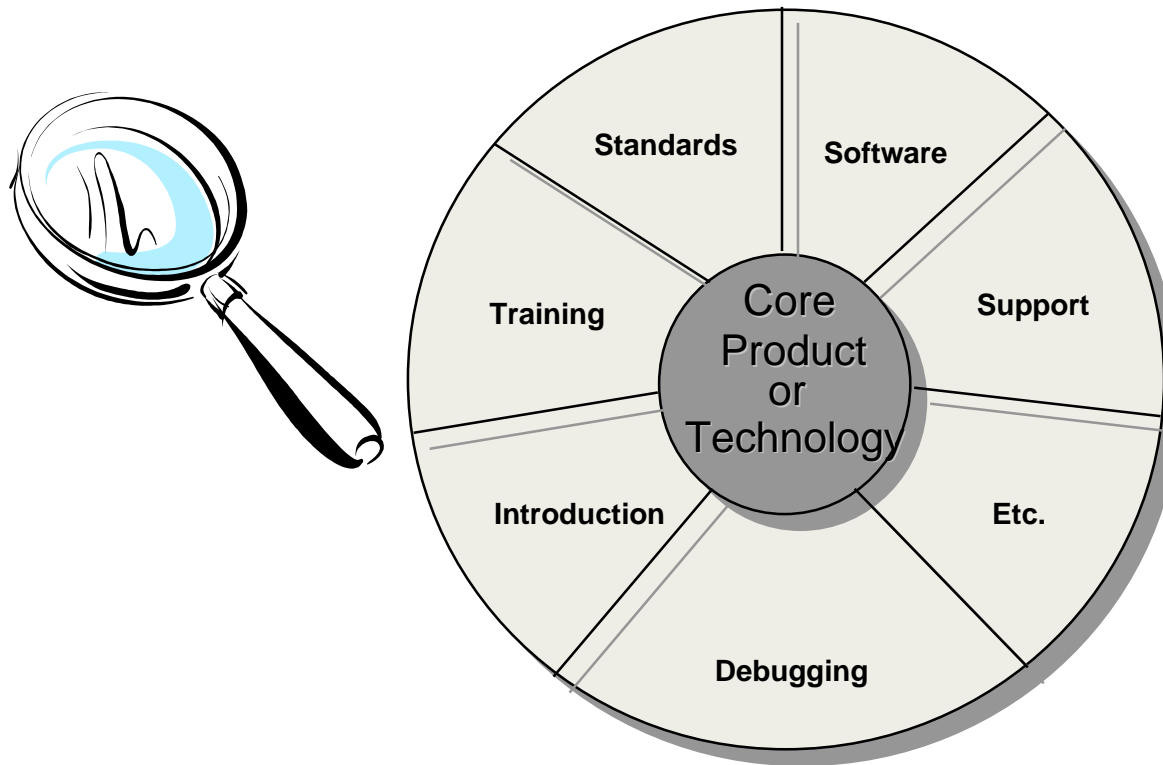 Standards
Software
Training
Support
Core
Product
or
Technology
Introduction
Etc.
Debugging